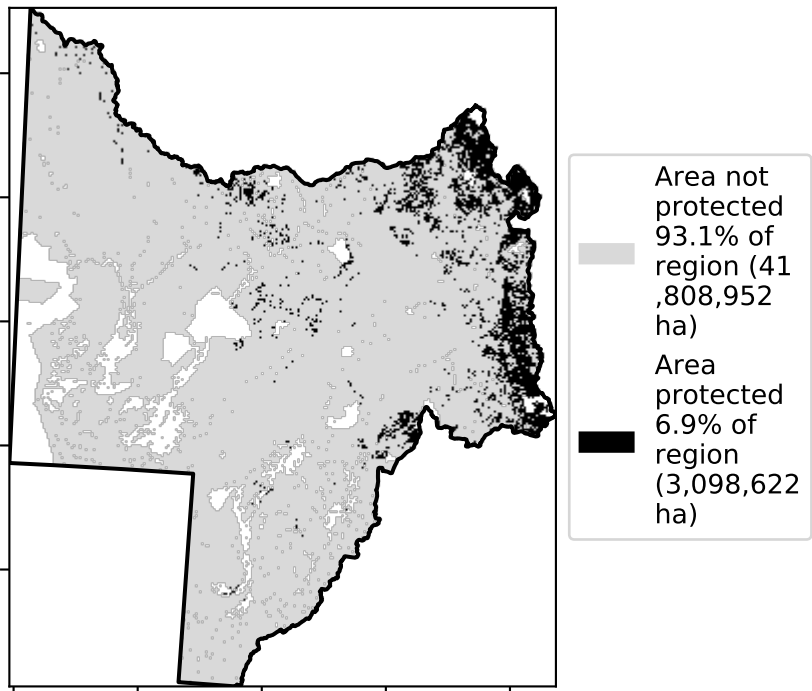 Area not
protected
93.1% of
region (41
,808,952
ha)
Area
protected
6.9% of
region
(3,098,622
ha)